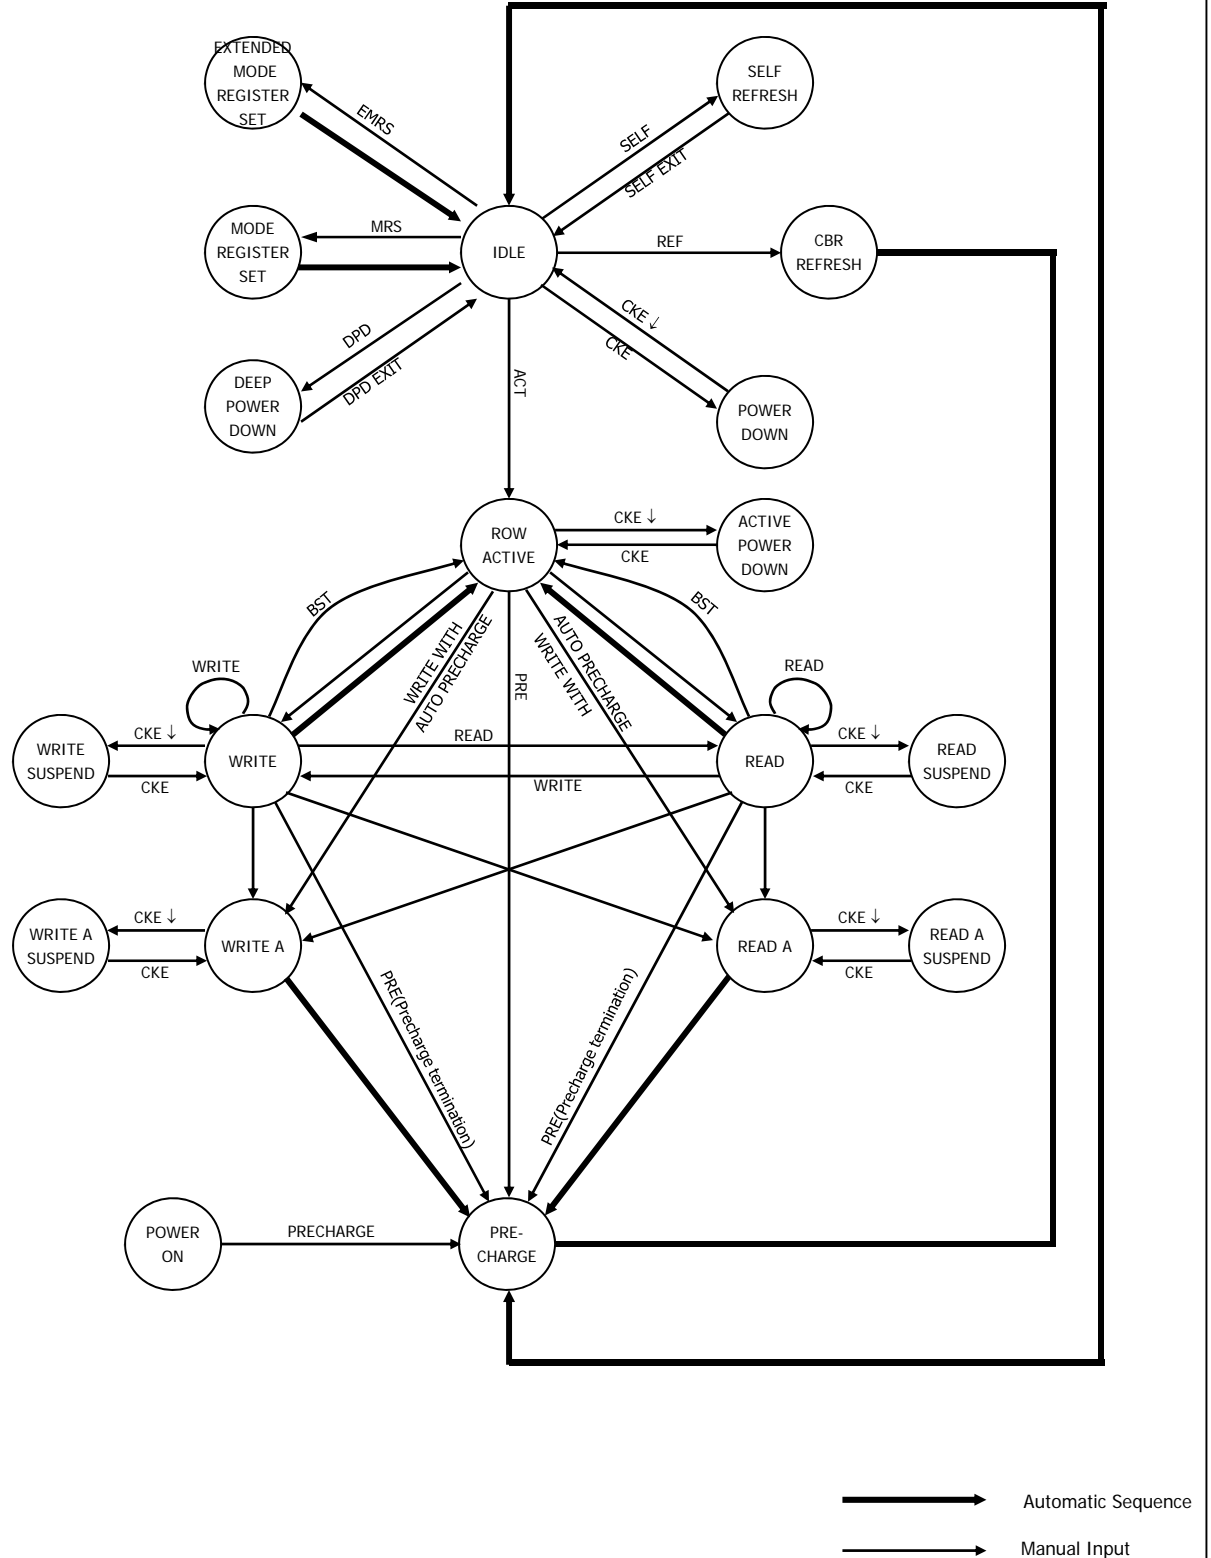 EXTENDED
MODE
REGISTER
SET
SELF
REFRESH
EMRS
SELF
SELF EXIT
MODE
REGISTER
SET
MRS
IDLE
REF
CBR
REFRESH
DPD
DPD EXIT
CKE ↓
CKE
DEEP
POWER
DOWN
ACT
POWER
DOWN
ROW
ACTIVE
CKE ↓
CKE
ACTIVE
POWER
DOWN
BST
BST
WRITE WITH
AUTO PRECHARGE
PRE
AUTO PRECHARGE
WRITE WITH
WRITE
READ
WRITE
SUSPEND
CKE ↓
CKE
WRITE
READ
WRITE
READ
CKE ↓
CKE
READ
SUSPEND
WRITE A
SUSPEND
CKE ↓
CKE
WRITE A
READ A
CKE ↓
CKE
READ A
SUSPEND
PRE(Precharge termination)
PRE(Precharge termination)
POWER
ON
PRECHARGE
PRE-
CHARGE
Automatic Sequence
Manual Input